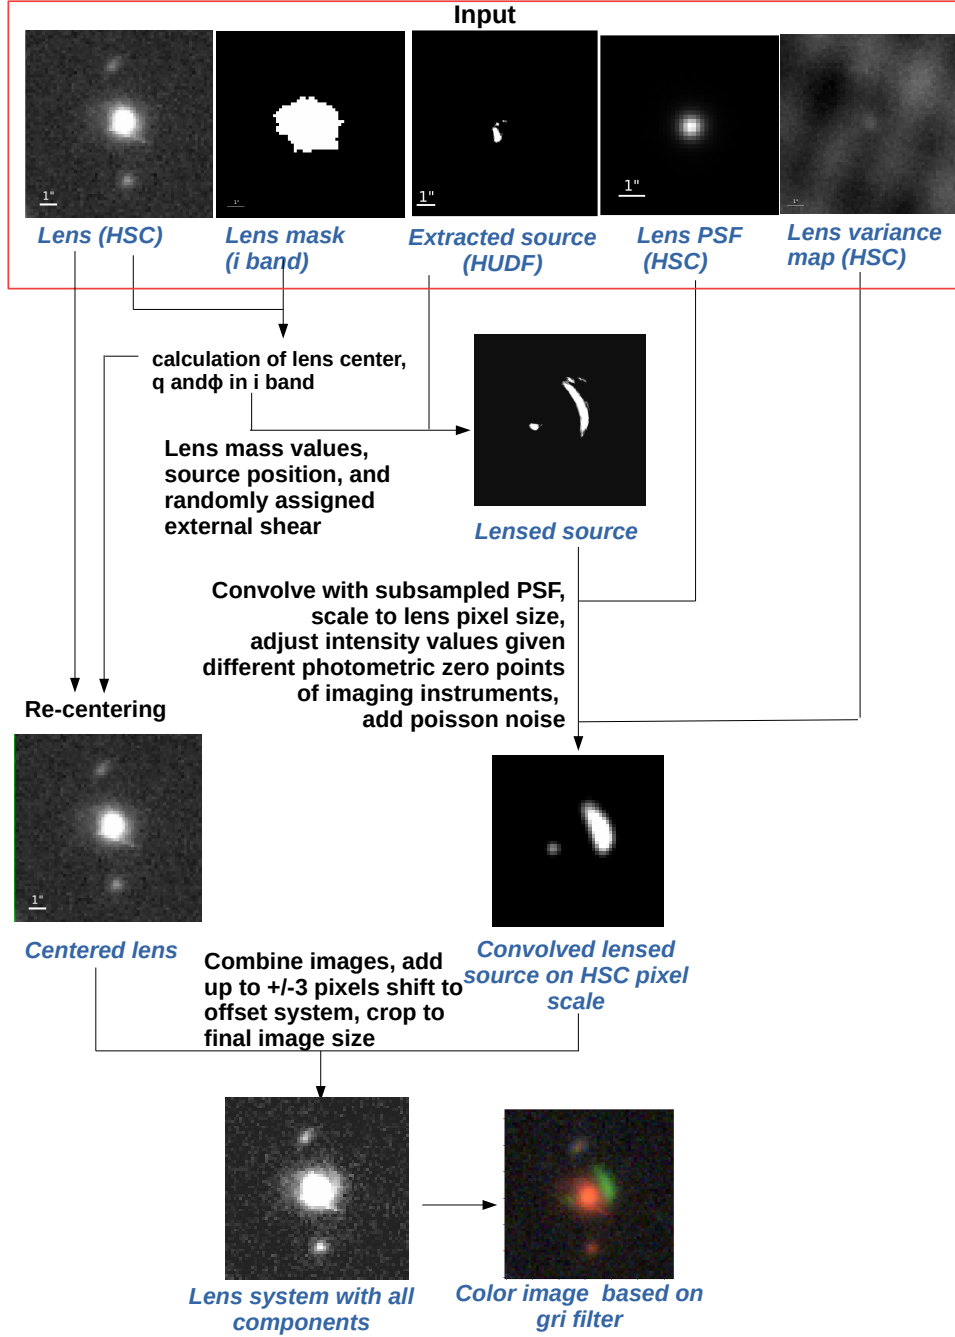 Input
1"
1"
1"
1"
1"
Lens (HSC)
Lens mask
(i band)
Extracted source
(HUDF)
Lens PSF
(HSC)
Lens variance
map (HSC)
calculation of lens center,
q andϕ in i band
Lens mass values,
source position, and
randomly assigned
external shear
Lensed source
Convolve with subsampled PSF,
scale to lens pixel size,
adjust intensity values given
different photometric zero points
of imaging instruments,
add poisson noise
Re-centering
1"
Centered lens
Convolved lensed
source on HSC pixel
scale
Combine images, add
up to +/-3 pixels shift to
offset system, crop to
final image size
Lens system with all
components
Color image  based on
gri filter